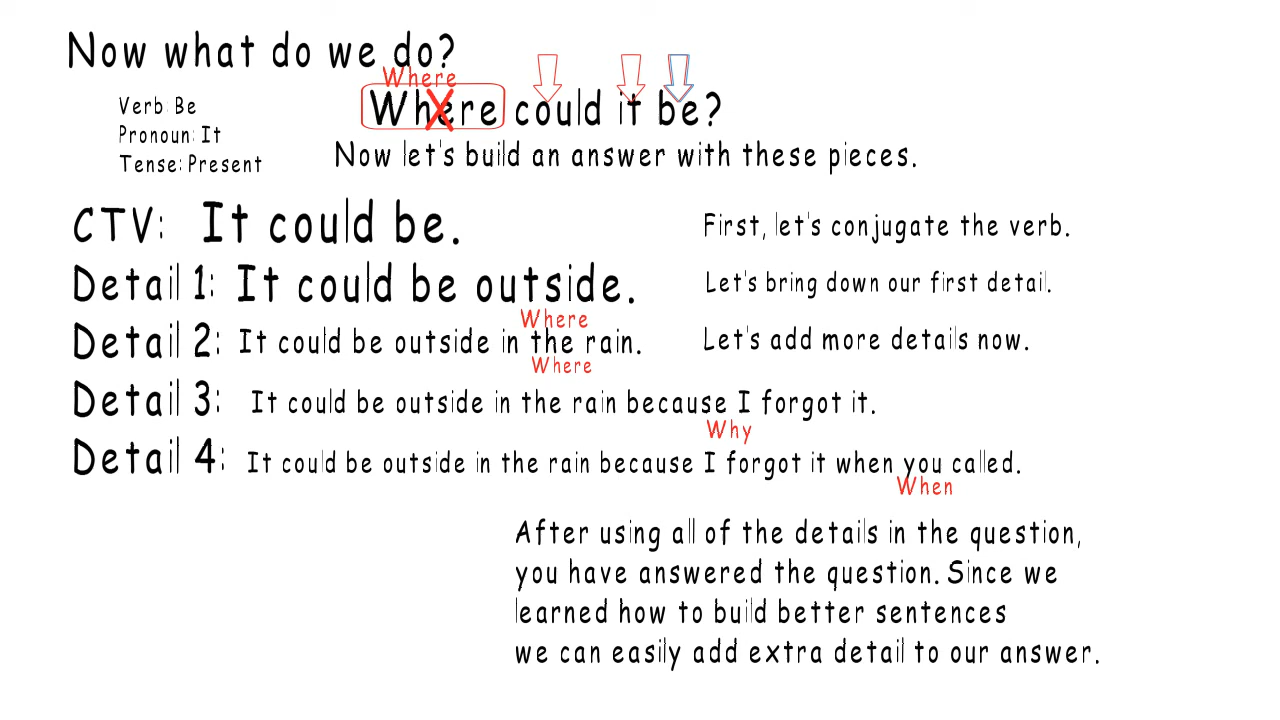 Now what do we do?
Where
Where could it be?
Verb: Be
Pronoun: It
Tense: Present
Now let's build an answer with these pieces.
CTV: It could be.
First, let's conjugate the verb.
Detail 1: It could be outside.
Let's bring down our first detail.
Where
Detail 2: It could be outside in the rain.
Let's add more details now.
Where
Detail 3: It could be outside in the rain because I forgot it.
Why
Detail 4: It could be outside in the rain because I forgot it when you called.
When
After using all of the details in the question,
you have answered the question. Since we
learned how to build better sentences
we can easily add extra detail to our answer.